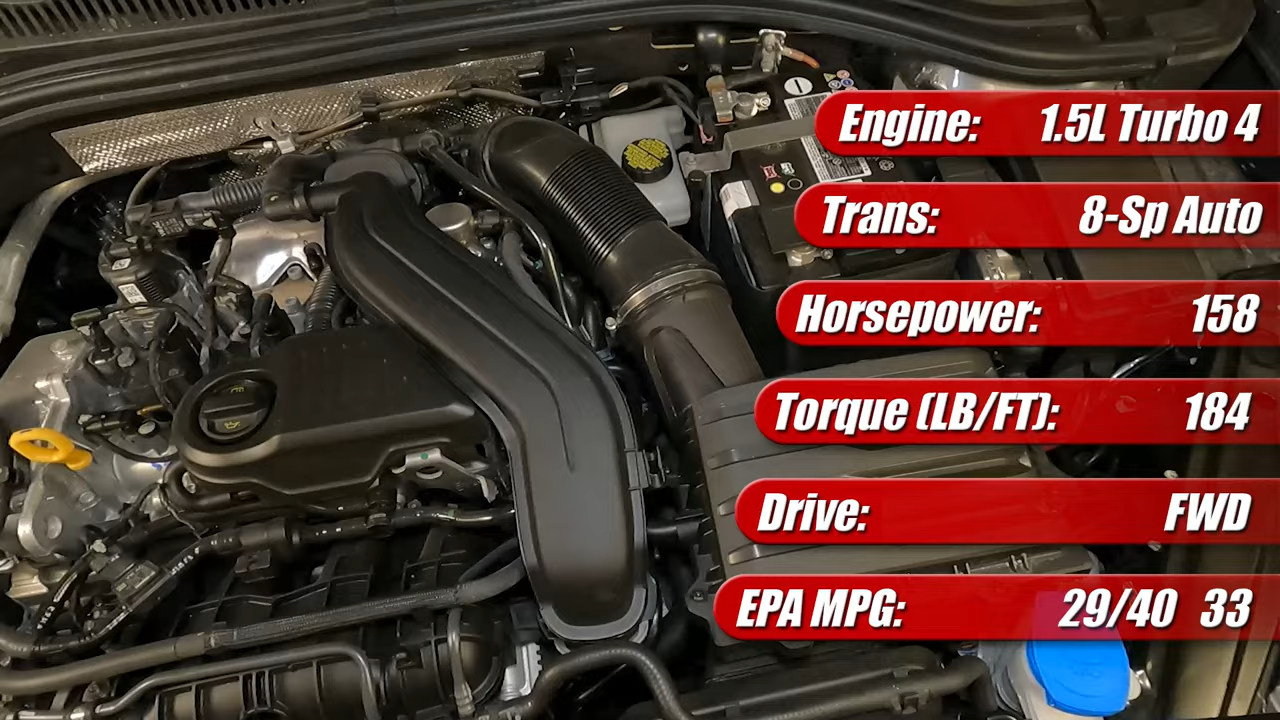 Engine: 1.5L Turbo 4
Trans: 8-Sp Auto
Horsepower: 158
Torque (LB/FT): 184
Drive: FWD
EPA MPG: 29/40 33